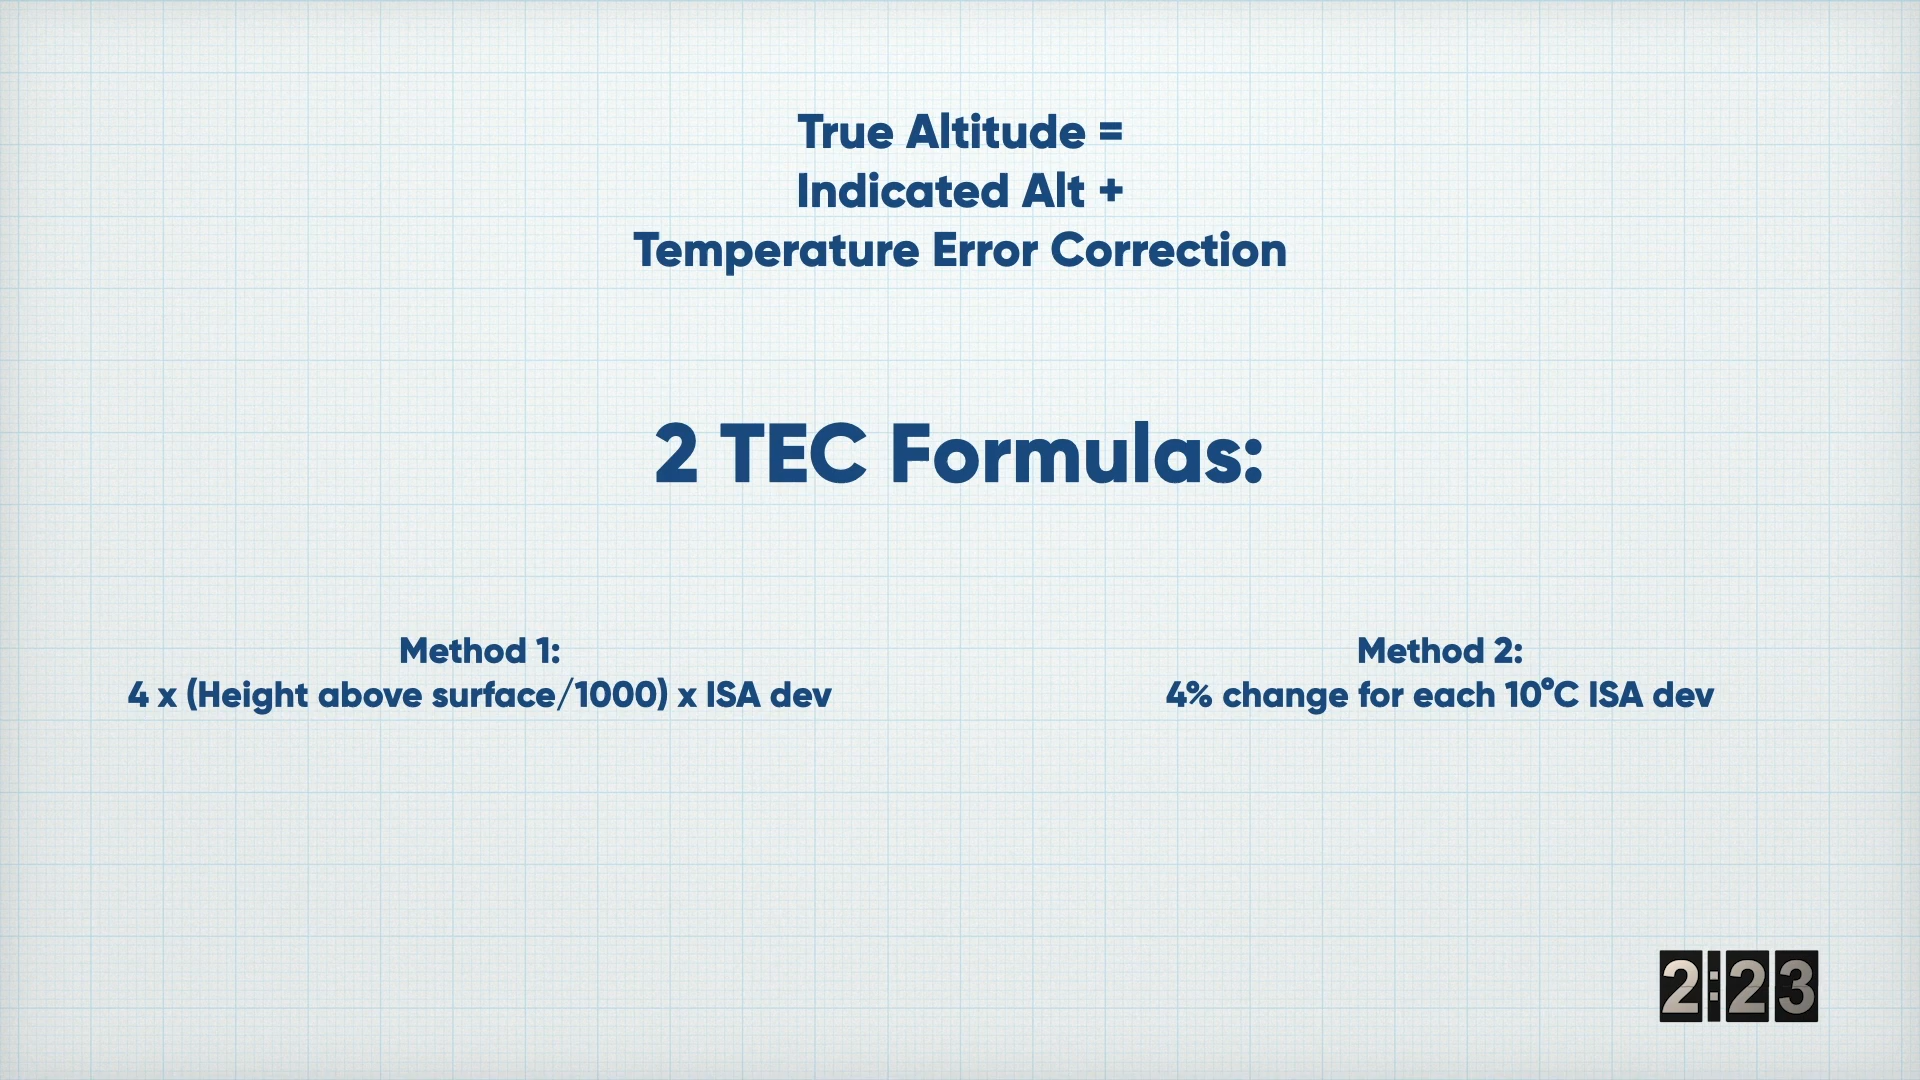 True Altitude =
Indicated Alt +
Temperature Error Correction
2 TEC Formulas:
Method 1:
4 x (Height above surface/1000) x ISA dev
Method 2:
4% change for each 10°C ISA dev
2:23